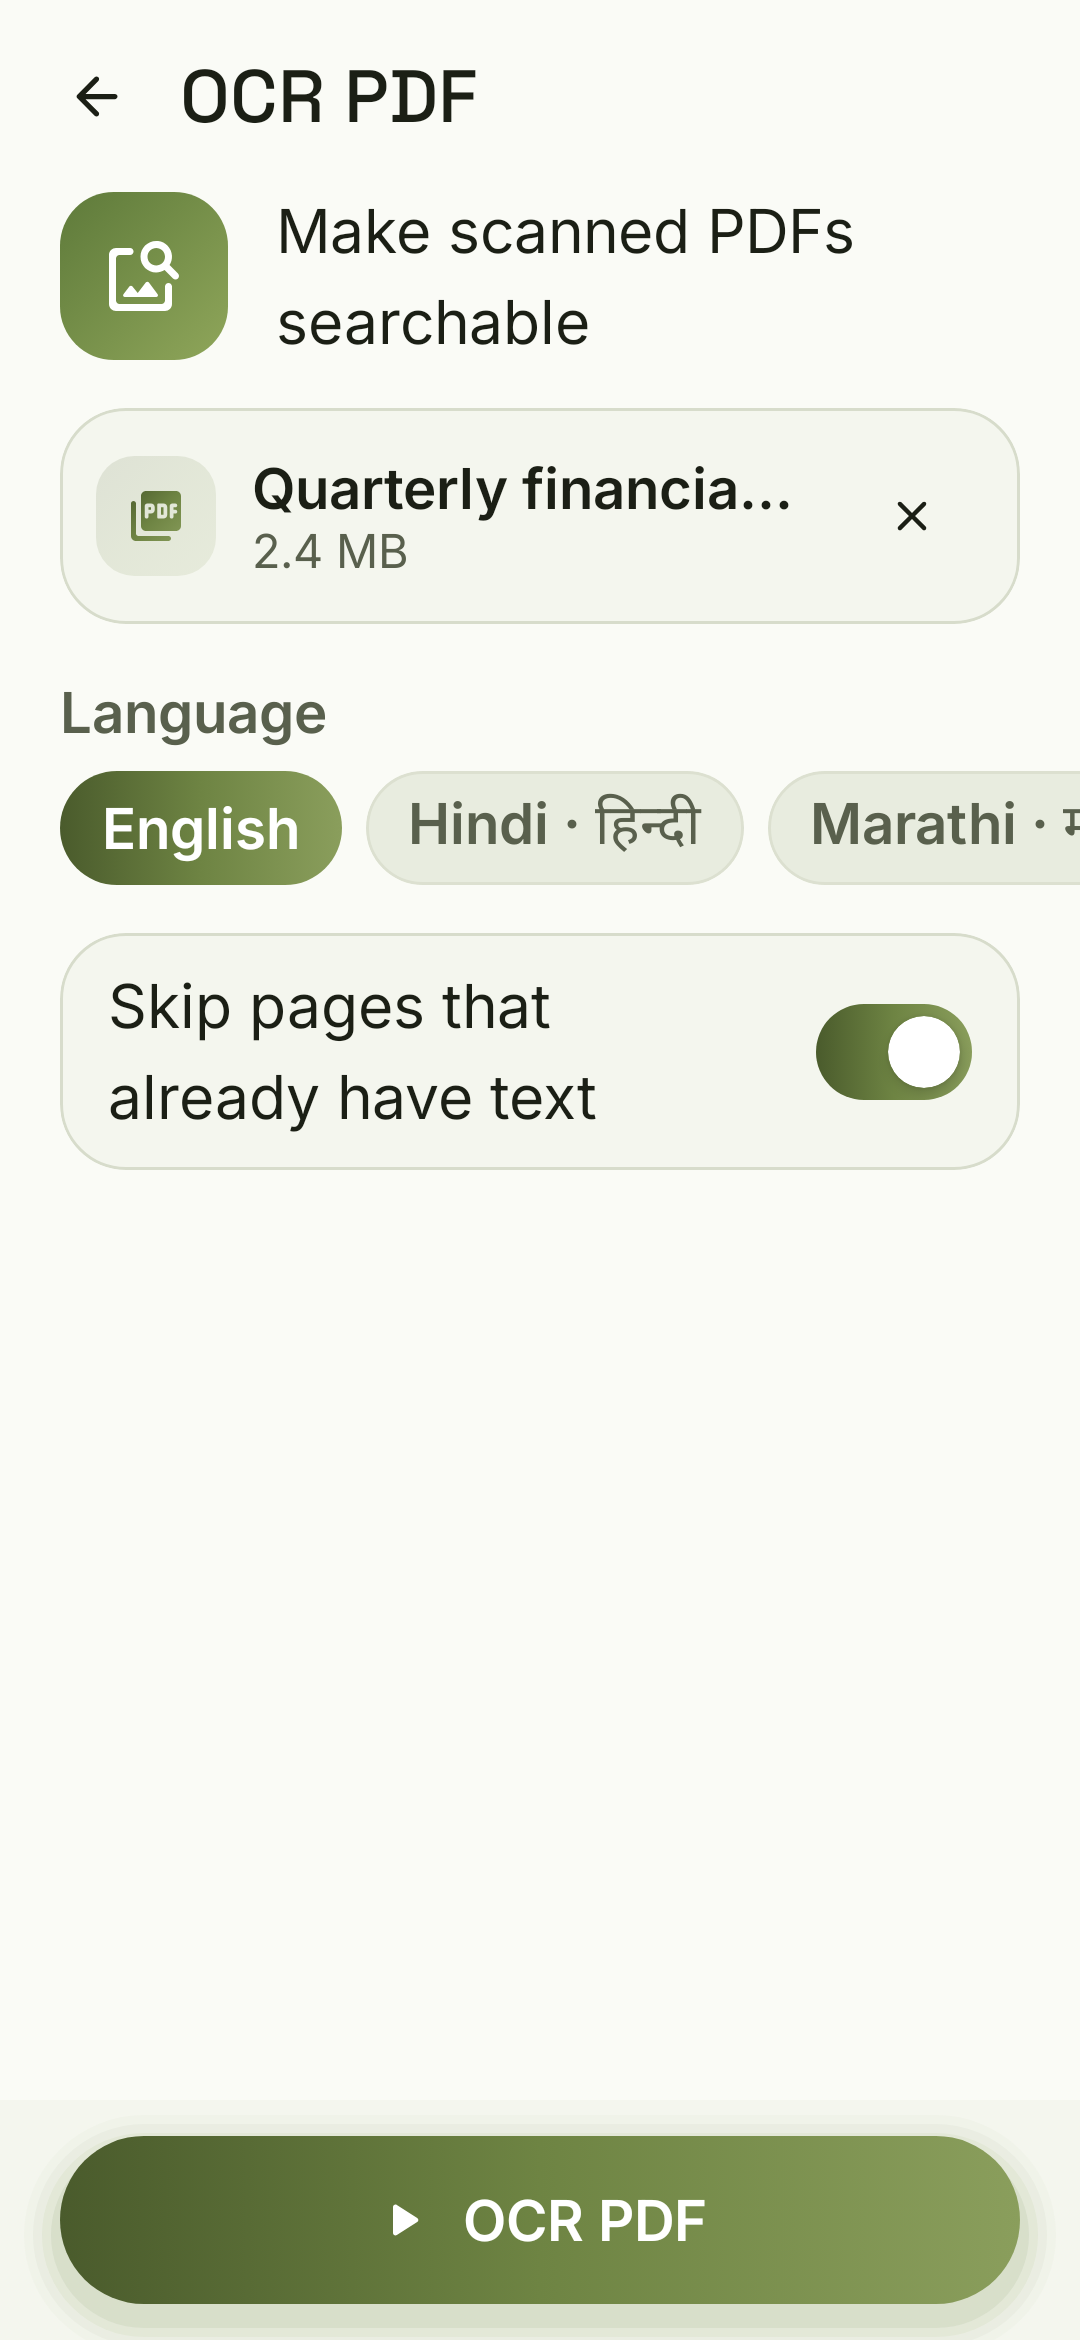 OCR PDF
Make scanned PDFs
searchable
PDF
Quarterly financia...
2.4 MB
Language
English
Hindi · हिन्दी
Marathi ·
Skip pages that
already have text
OCR PDF